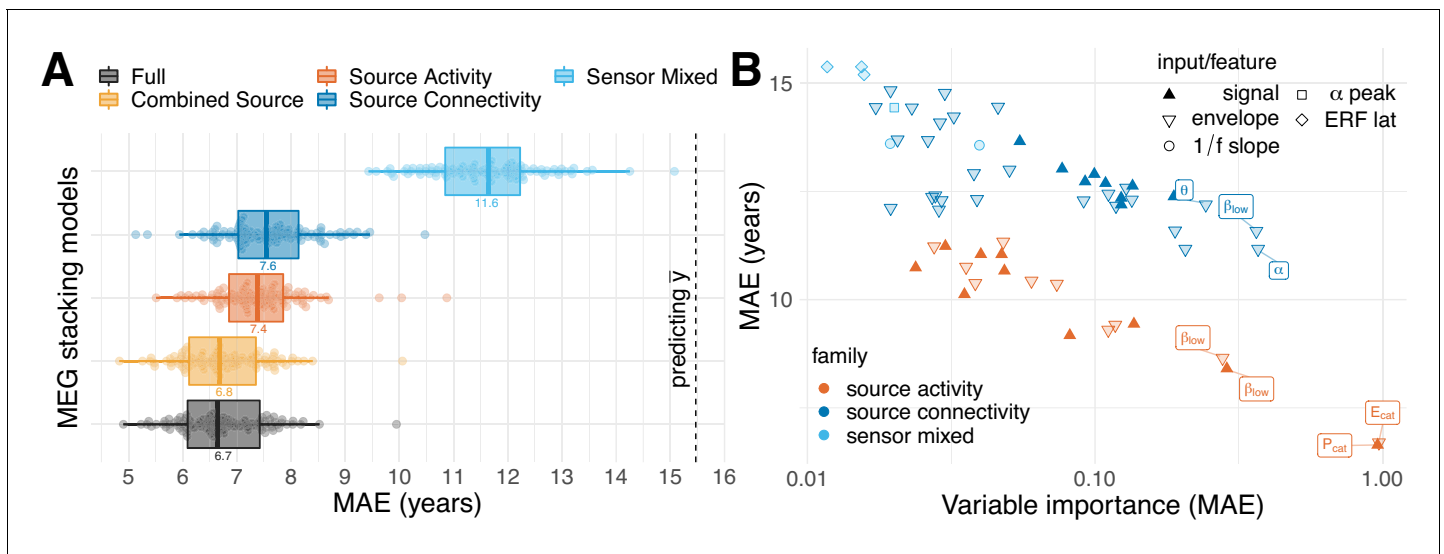 A
Full
Source Activity
Sensor Mixed
Combined Source
Source Connectivity
MEG stacking models
11.6
7.6
7.4
6.8
6.7
predicting y̅
5 6 7 8 9 10 11 12 13 14 15 16
MAE (years)
B
15
10
MAE (years)
input/feature
signal
α peak
envelope
ERF lat
1/f slope
θ
βlow
α
βlow
βlow
Ecat
Pcat
family
source activity
source connectivity
sensor mixed
0.01 0.10 1.00
Variable importance (MAE)